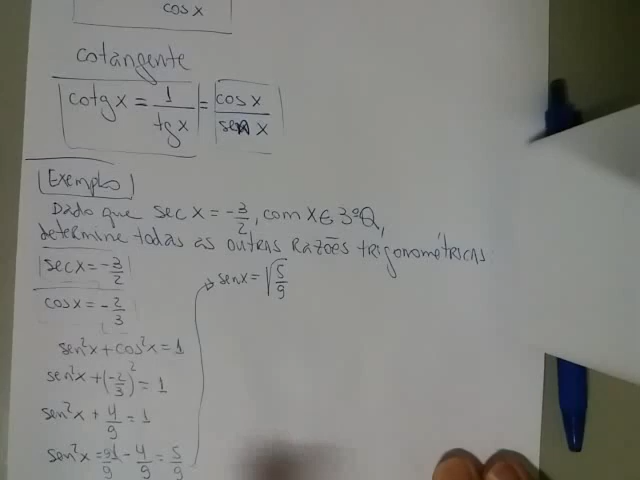 cos x
cotangente
cotg x = 1/tg x = cos x/sen x
Exemplo
Dado que sec x = -3/2, com x ∈ 3ºQ,
determine todas as outras razões trigonométricas
sec x = -3/2
cos x = -2/3
sen²x + cos²x = 1
sen²x + (-2/3)² = 1
sen²x + 4/9 = 1
sen²x = 9/9 - 4/9 = 5/9
sen x = √5/9